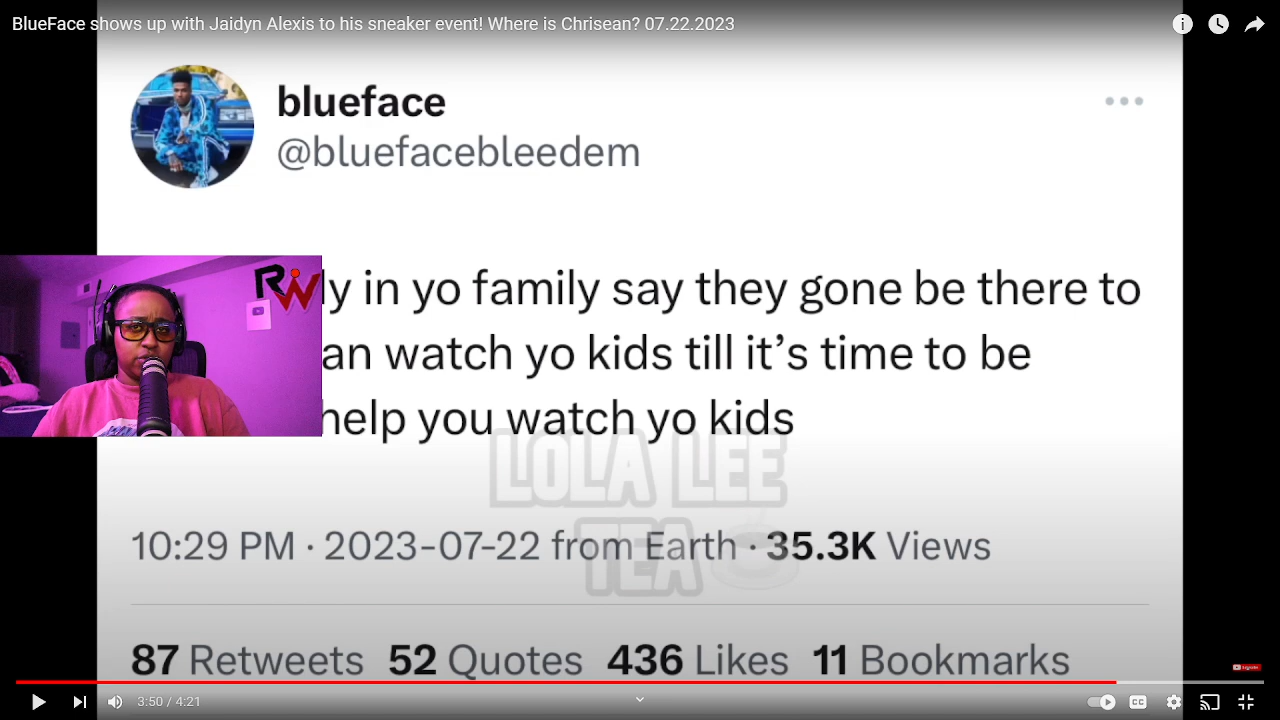 BlueFace shows up with Jaidyn Alexis to his sneaker event! Where is Chrisean? 07.22.2023
blueface
@bluefacebleedem
RW
ly in yo family say they gone be there to
an watch yo kids till it’s time to be
help you watch yo kids
LOLA LEE
TEA
10:29 PM · 2023-07-22 from Earth · 35.3K Views
87 Retweets 52 Quotes 436 Likes 11 Bookmarks
3:50 / 4:21
CC